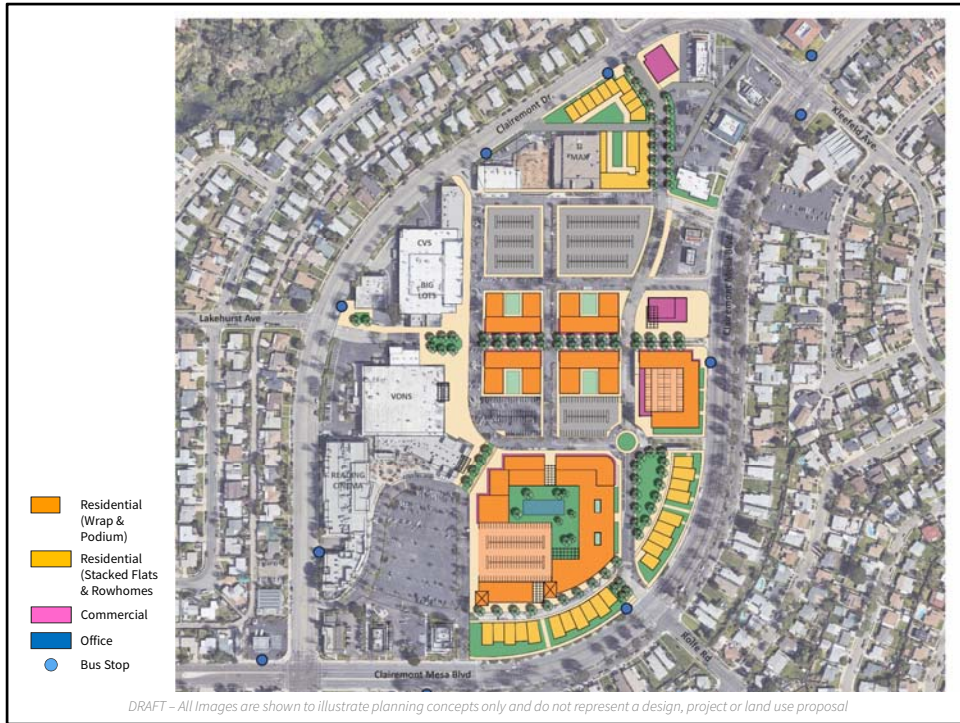 Clairemont Dr.
Kleefeld Ave.
CVS
BIG
LOTS
Lakehurst Ave
VONS
READING
CINEMA
Rolfe Rd
Clairemont Mesa Blvd
Residential
(Wrap &
Podium)
Residential
(Stacked Flats
& Rowhomes
Commercial
Office
Bus Stop
DRAFT – All Images are shown to illustrate planning concepts only and do not represent a design, project or land use proposal